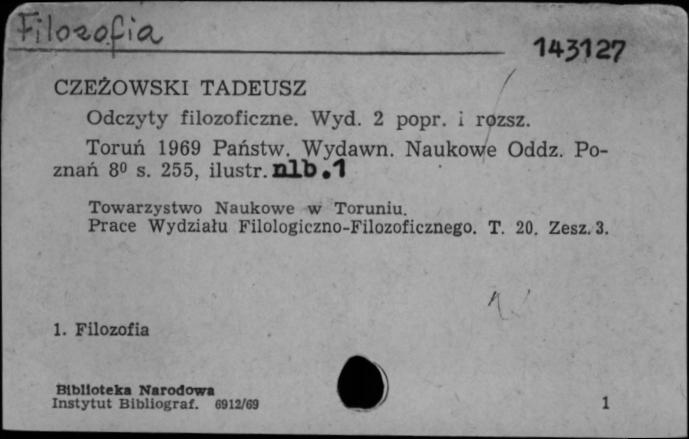 Filozofia
143127
CZEŻOWSKI TADEUSZ
Odczyty filozoficzne. Wyd. 2 popr. i rozsz.
Toruń 1969 Państw. Wydawn. Naukowe Oddz. Po-
znań 8⁰ s. 255, ilustr. nlb.1
Towarzystwo Naukowe w Toruniu.
Prace Wydziału Filologiczno-Filozoficznego. T. 20. Zesz. 3.
1. Filozofia
Biblioteka Narodowa
Instytut Bibliograf. 6912/69
1